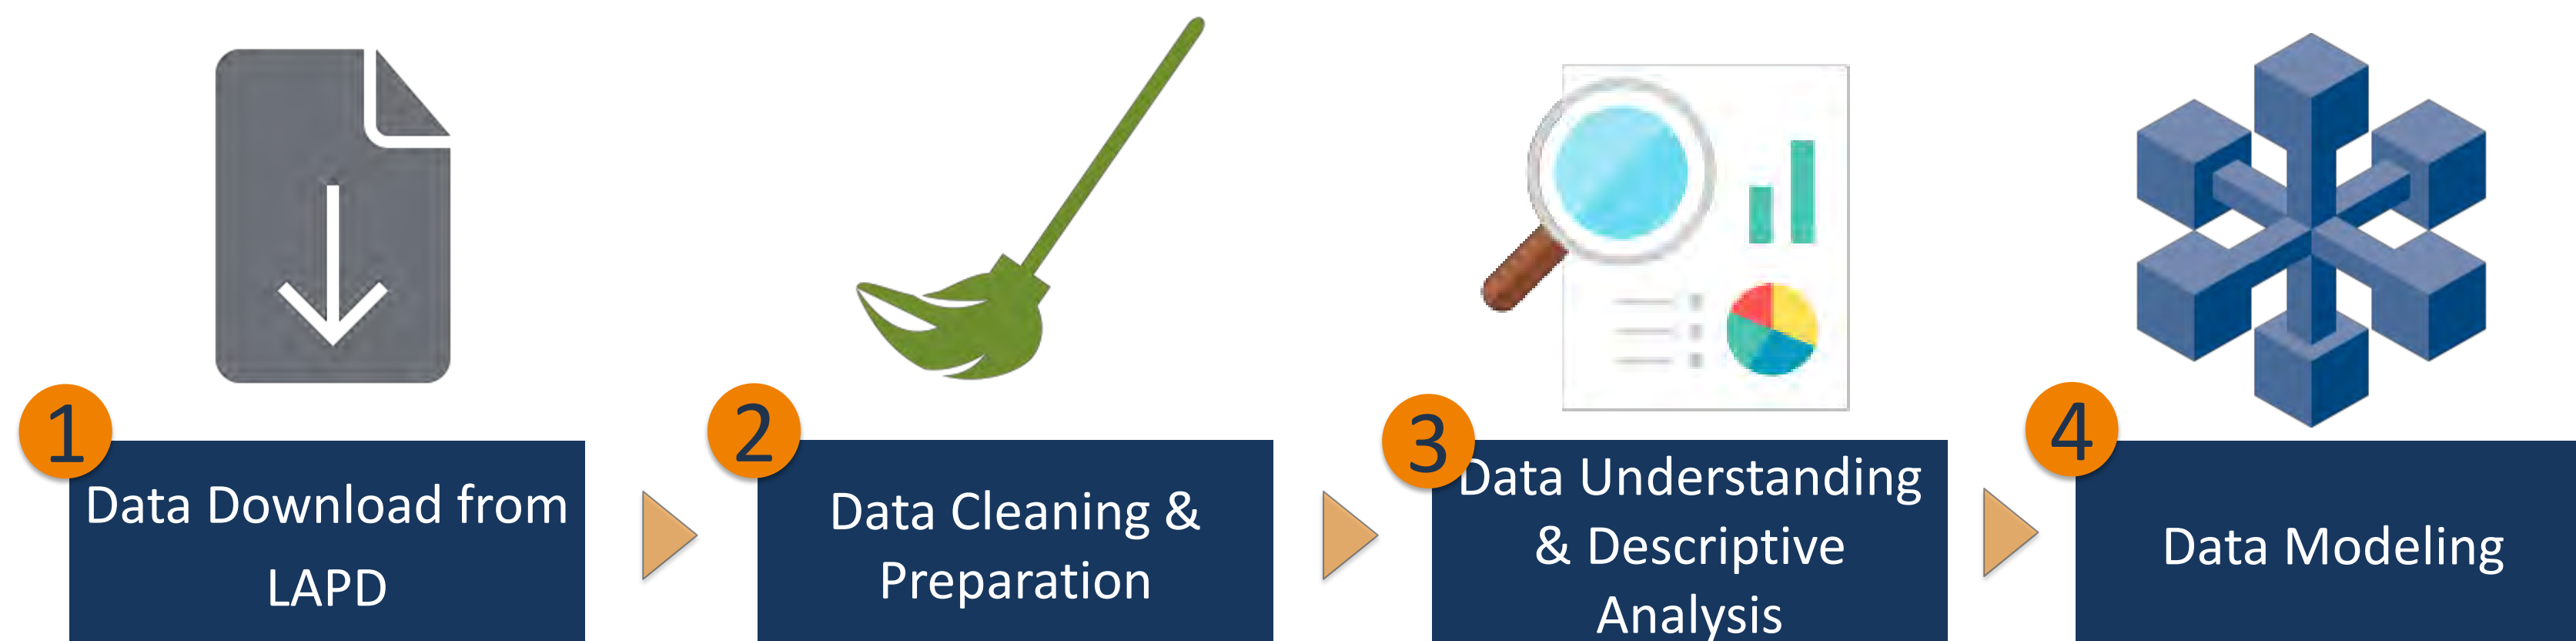 1
Data Download from
LAPD
2
Data Cleaning &
Preparation
3
Data Understanding
& Descriptive
Analysis
4
Data Modeling